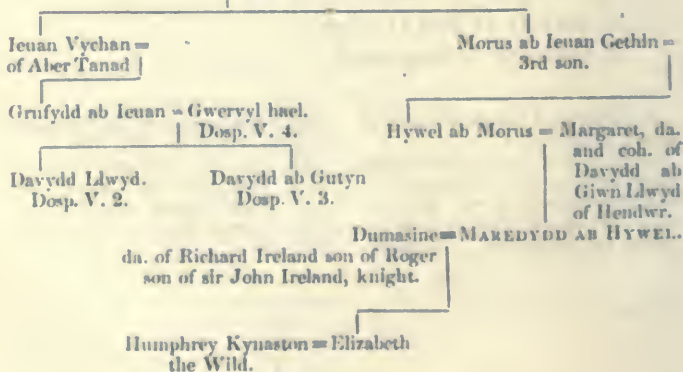 Ieuan Vychan = Morus ab Ieuan Gethin =
of Aber Tanad 3rd son.
Grufydd ab Ieuan = Gwervyl hael.
Dosp. V. 4.
Hywel ab Morus = Margaret, da.
and coh. of
Davydd ab
Giwn Llwyd
of Hendwr.
Davydd Llwyd. Davydd ab Gutyn
Dosp. V. 2. Dosp. V. 3.
Dumasine = MAREDYDD AB HYWEL.
da. of Richard Ireland son of Roger
son of sir John Ireland, knight.
Humphrey Kynaston = Elizabeth
the Wild.